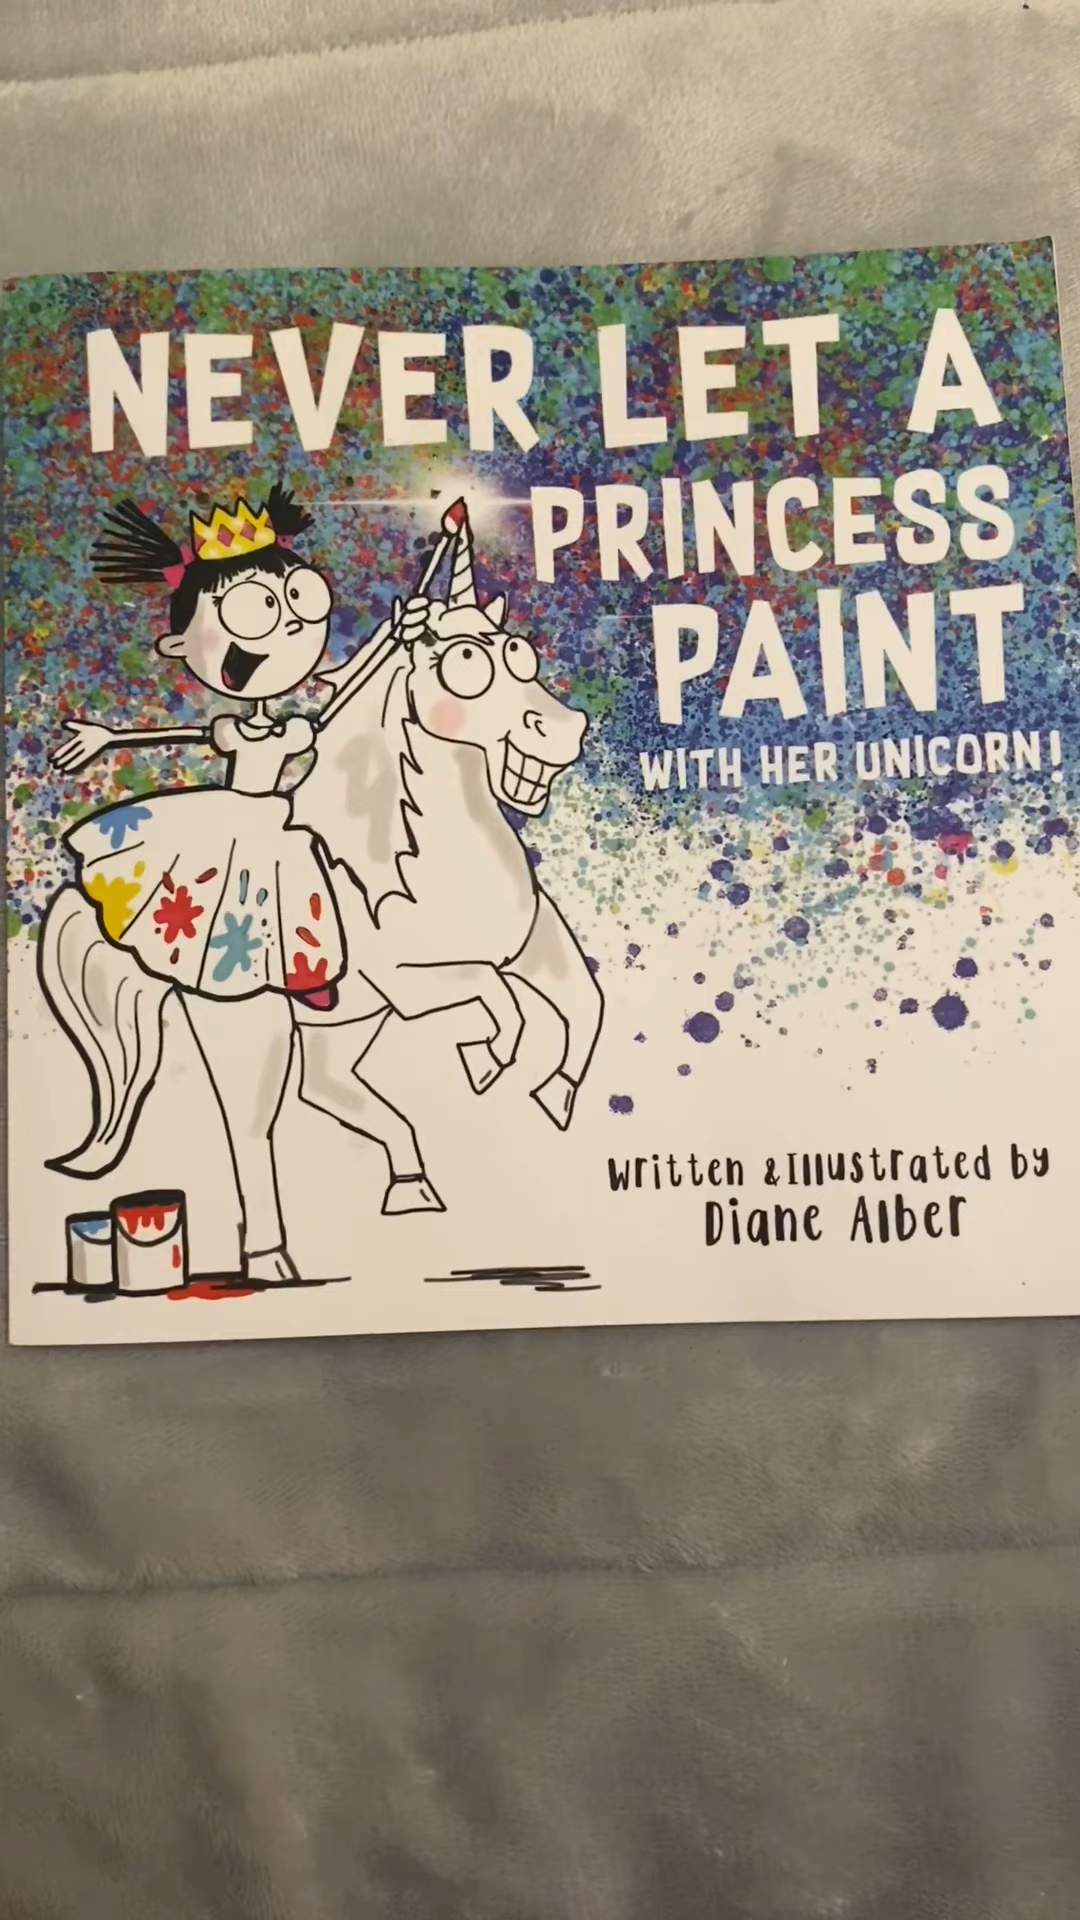 NEVER LET A
PRINCESS
PAINT
WITH HER UNICORN!
Written & Illustrated by
Diane Alber